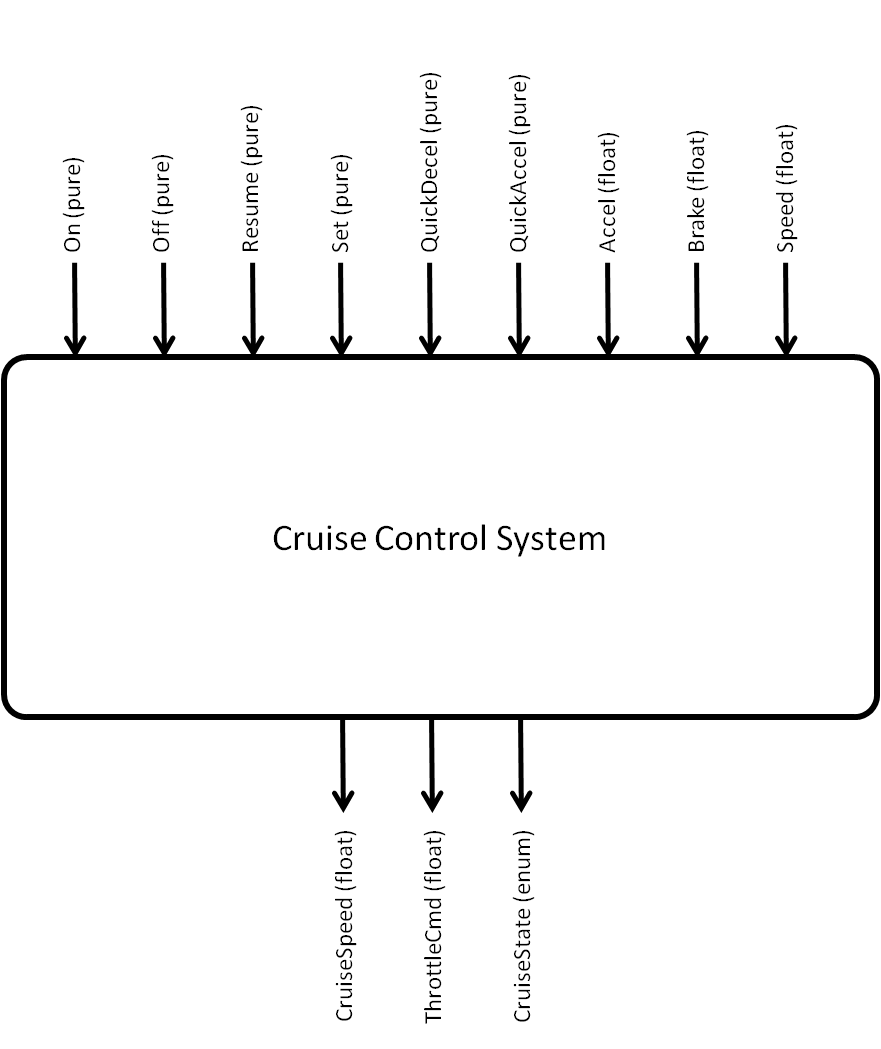 On (pure)
Off (pure)
Resume (pure)
Set (pure)
QuickDecel (pure)
QuickAccel (pure)
Accel (float)
Brake (float)
Speed (float)
Cruise Control System
CruiseSpeed (float)
ThrottleCmd (float)
CruiseState (enum)